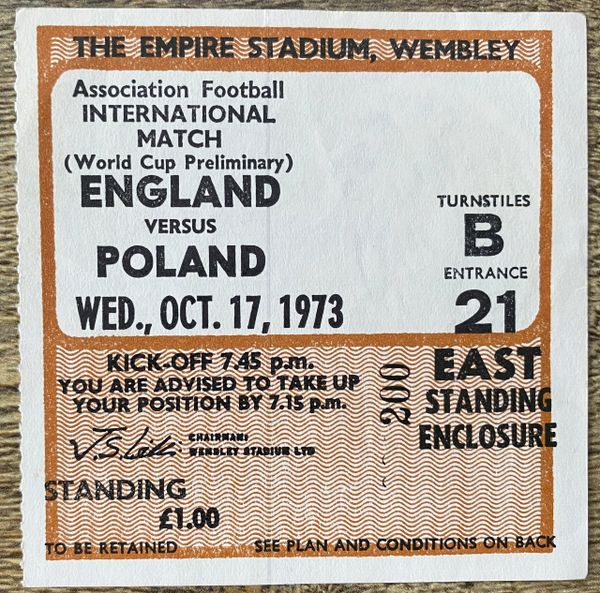 THE EMPIRE STADIUM, WEMBLEY
Association Football
INTERNATIONAL
MATCH
(World Cup Preliminary)
ENGLAND
VERSUS
POLAND
WED., OCT. 17, 1973
TURNSTILES
B
ENTRANCE
21
EAST
STANDING
ENCLOSURE
KICK-OFF 7.45 p.m.
YOU ARE ADVISED TO TAKE UP
YOUR POSITION BY 7.15 p.m.
200
CHAIRMAN:
WEMBLEY STADIUM LTD
STANDING
£1.00
TO BE RETAINED
SEE PLAN AND CONDITIONS ON BACK